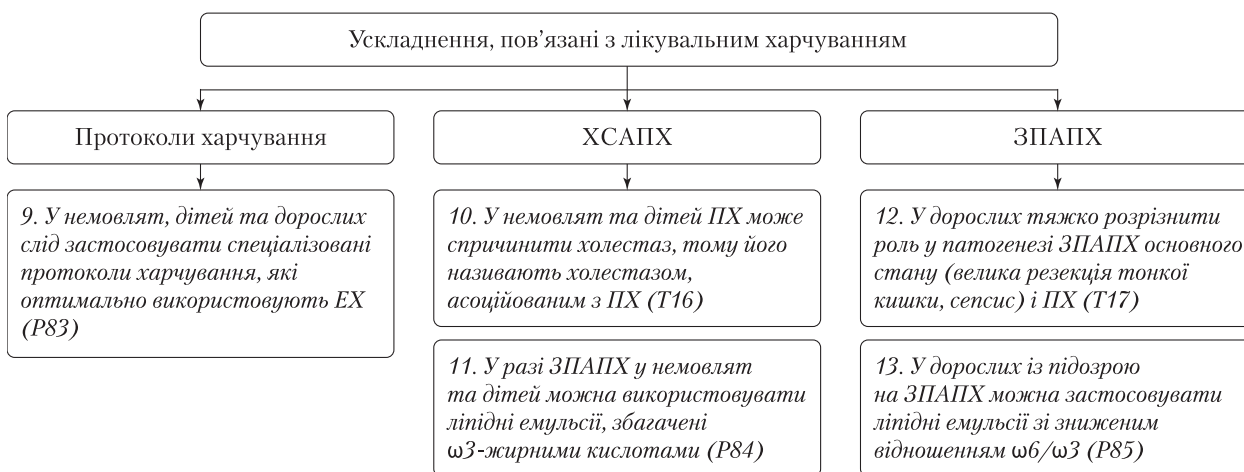 Ускладнення, пов’язані з лікувальним харчуванням
Протоколи харчування
9. У немовлят, дітей та дорослих
слід застосовувати спеціалізовані
протоколи харчування, які
оптимально використовують ЕХ
(Р83)
ХСАПХ
10. У немовлят та дітей ПХ може
спричинити холестаз, тому його
називають холестазом,
асоційованим з ПХ (Т16)
11. У разі ЗПАПХ у немовлят
та дітей можна використовувати
ліпідні емульсії, збагачені
ω3-жирними кислотами (Р84)
ЗПАПХ
12. У дорослих тяжко розрізнити
роль у патогенезі ЗПАПХ основного
стану (велика резекція тонкої
кишки, сепсис) і ПХ (Т17)
13. У дорослих із підозрою
на ЗПАПХ можна застосовувати
ліпідні емульсії зі зниженим
відношенням ω6/ω3 (Р85)